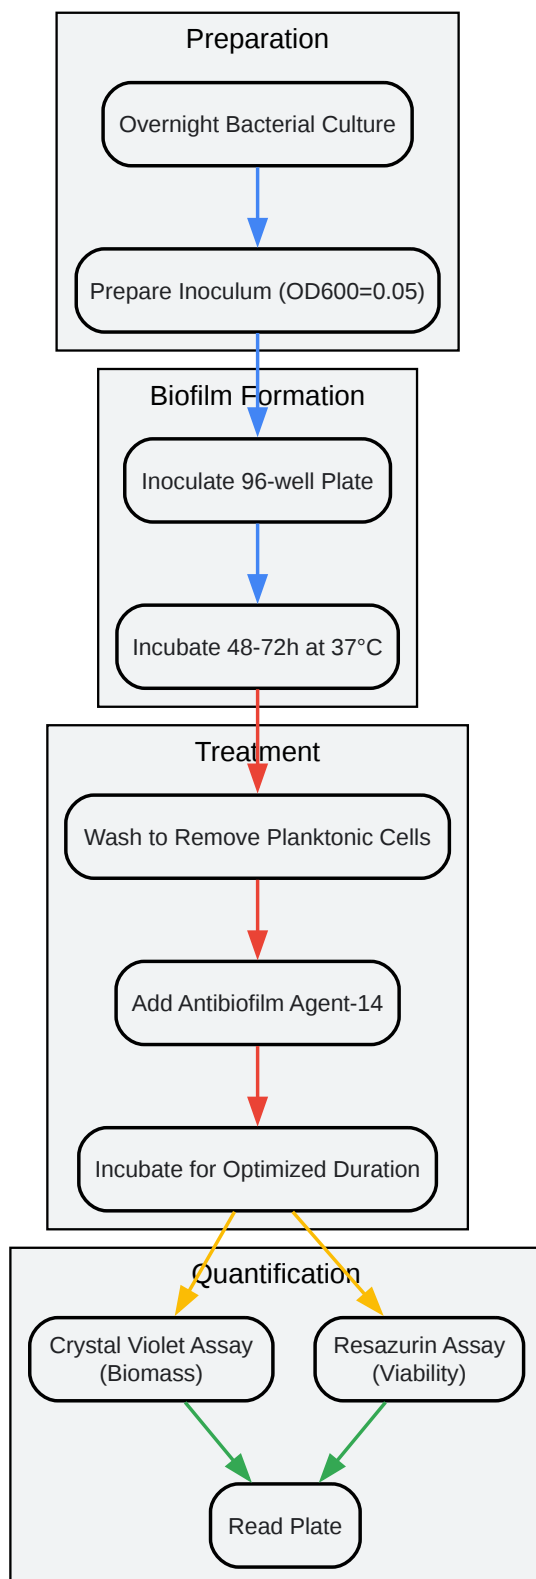 Preparation
Overnight Bacterial Culture
Prepare Inoculum (OD600=0.05)
Biofilm Formation
Inoculate 96-well Plate
Incubate 48-72h at 37°C
Treatment
Wash to Remove Planktonic Cells
Add Antibiofilm Agent-14
Incubate for Optimized Duration
Quantification
Crystal Violet Assay
(Biomass)
Resazurin Assay
(Viability)
Read Plate